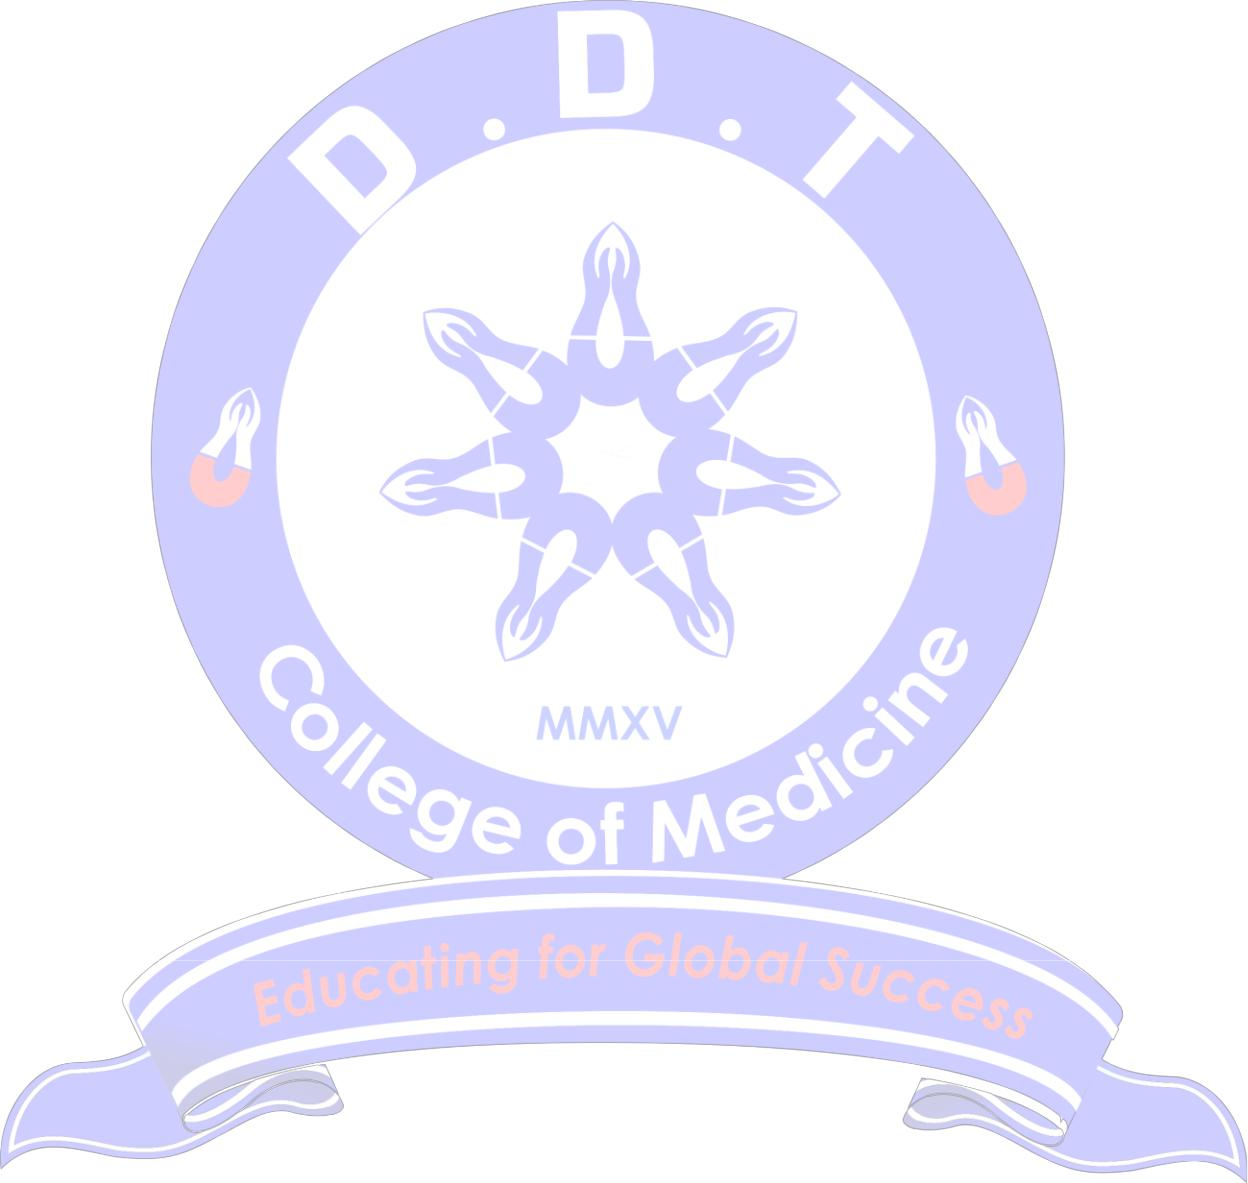 D . D . T
MMXV
College of Medicine
Educating for Global Success